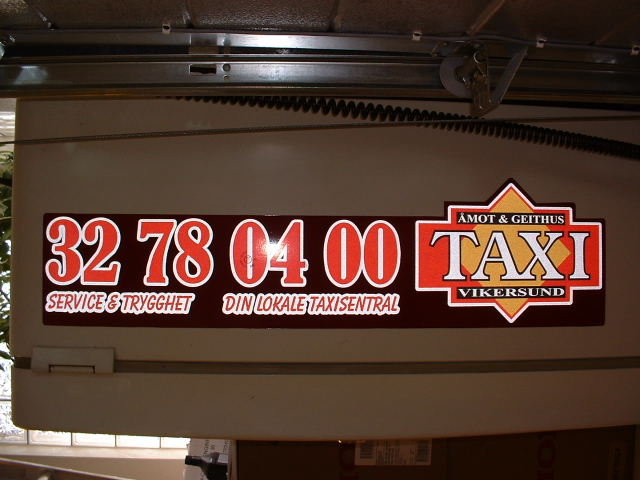 32 78 04 00
SERVICE & TRYGGHET DIN LOKALE TAXISENTRAL
ÅMOT & GEITHUS
TAXI
VIKERSUND